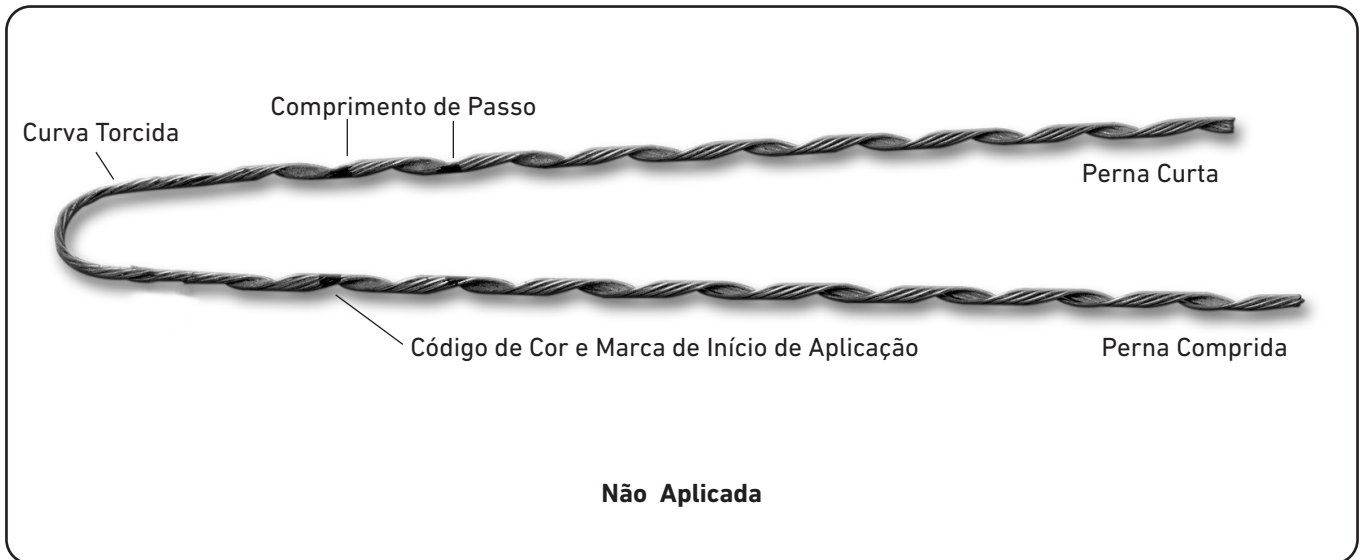 Comprimento de Passo
Curva Torcida
Perna Curta
Código de Cor e Marca de Início de Aplicação
Perna Comprida
Não Aplicada